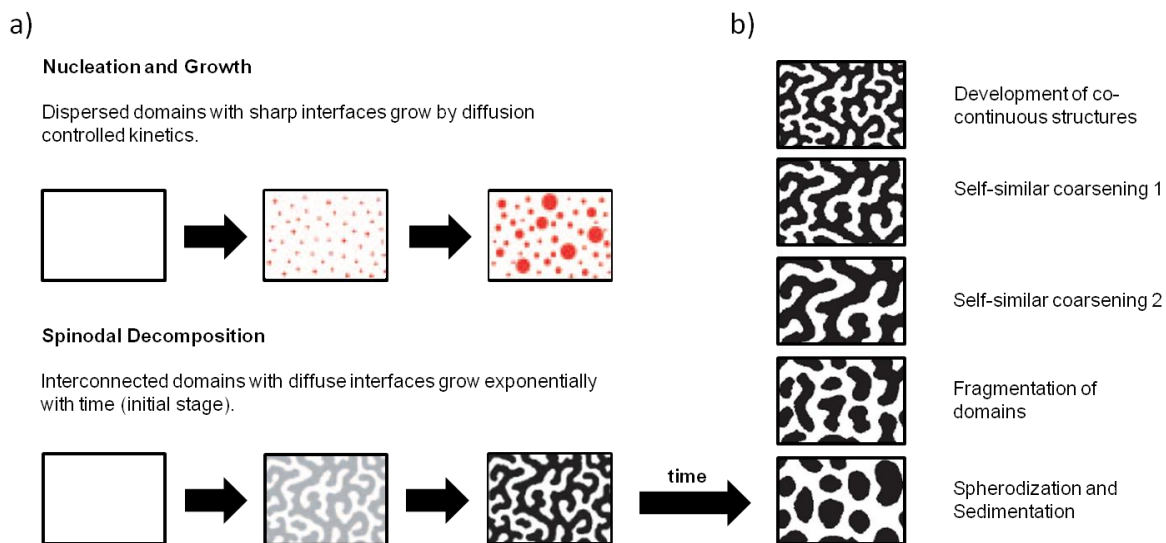 a)
Nucleation and Growth
Dispersed domains with sharp interfaces grow by diffusion
controlled kinetics.
Spinodal Decomposition
Interconnected domains with diffuse interfaces grow exponentially
with time (initial stage).
time
b)
Development of co-
continuous structures
Self-similar coarsening 1
Self-similar coarsening 2
Fragmentation of
domains
Spherodization and
Sedimentation